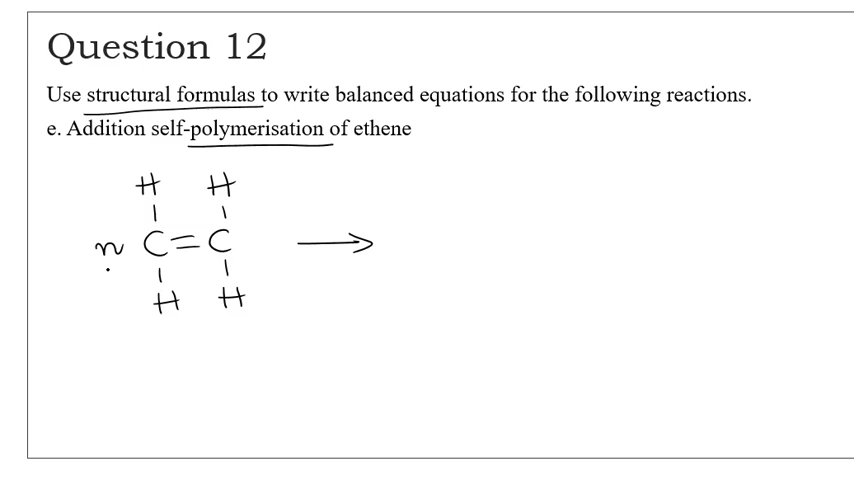 Question 12
Use structural formulas to write balanced equations for the following reactions.
e. Addition self-polymerisation of ethene
H H
| |
n C=C ⟶
| |
H H